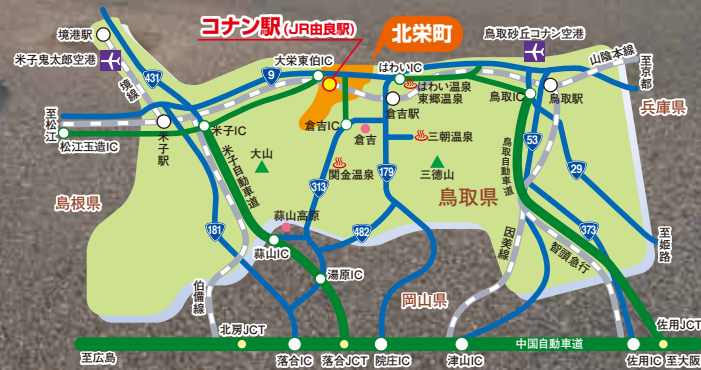 コナン駅(JR由良駅)
北栄町
境港駅
米子鬼太郎空港
鳥取砂丘コナン空港
大栄東伯IC
はわいIC
山陰本線
至京都
431
9
境線
はわい温泉
東郷温泉
鳥取IC
鳥取駅
兵庫県
至松江
松江玉造IC
米子駅
米子IC
倉吉IC
倉吉
倉吉駅
三朝温泉
53
29
大山
米子自動車道
関金温泉
179
三徳山
鳥取自動車道
313
鳥取県
島根県
181
蒜山高原
482
因美線
373
至姫路
蒜山IC
智頭急行
湯原IC
伯備線
岡山県
北房JCT
佐用JCT
中国自動車道
至広島
落合IC
落合JCT
院庄IC
津山IC
佐用IC
至大阪